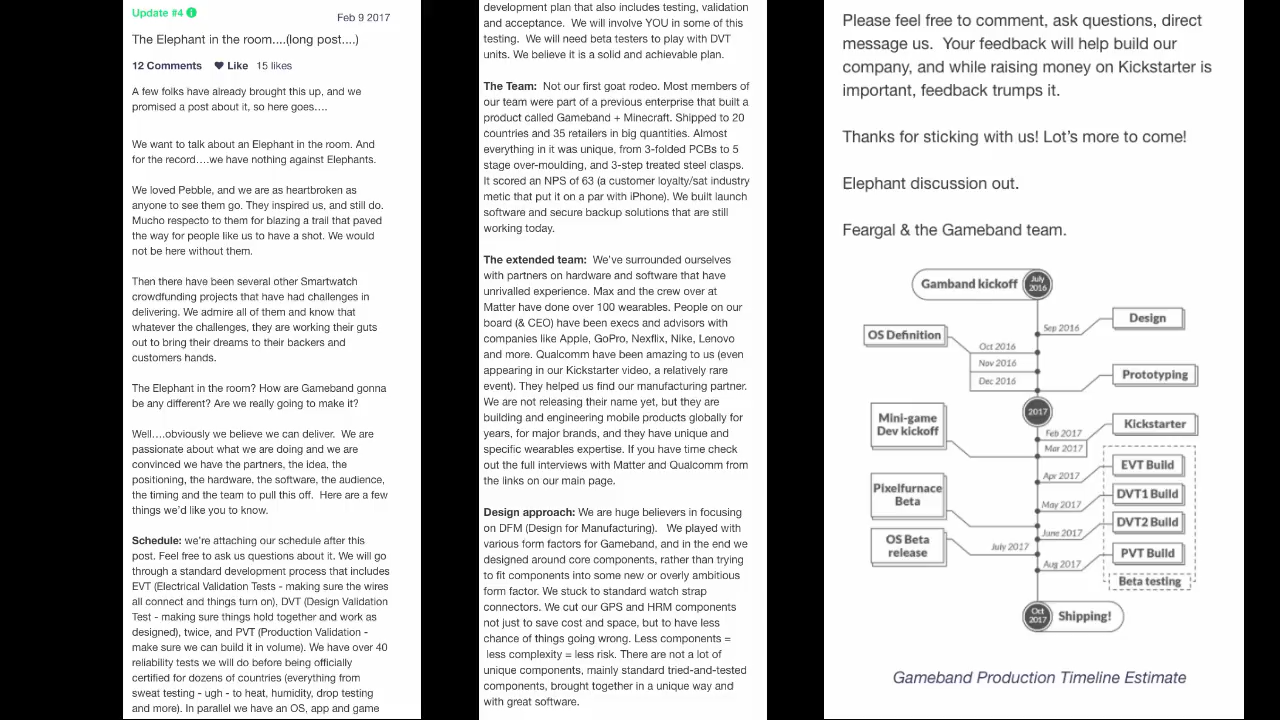 Update #4
Feb 9 2017
The Elephant in the room....(long post....)
12 Comments Like 15 likes
A few folks have already brought this up, and we
promised a post about it, so here goes….
We want to talk about an Elephant in the room. And
for the record….we have nothing against Elephants.
We loved Pebble, and we are as heartbroken as
anyone to see them go. They inspired us, and still do.
Mucho respecto to them for blazing a trail that paved
the way for people like us to have a shot. We would
not be here without them.
Then there have been several other Smartwatch
crowdfunding projects that have had challenges in
delivering. We admire all of them and know that
whatever the challenges, they are working their guts
out to bring their dreams to their backers and
customers hands.
The Elephant in the room? How are Gameband gonna
be any different? Are we really going to make it?
Well….obviously we believe we can deliver. We are
passionate about what we are doing and we are
convinced we have the partners, the idea, the
positioning, the hardware, the software, the audience,
the timing and the team to pull this off. Here are a few
things we'd like you to know.
Schedule: we're attaching our schedule after this
post. Feel free to ask us questions about it. We will go
through a standard development process that includes
EVT (Electrical Validation Tests - making sure the wires
all connect and things turn on), DVT (Design Validation
Test - making sure things hold together and work as
designed), twice, and PVT (Production Validation -
make sure we can build it in volume). We have over 40
reliability tests we will do before being officially
certified for dozens of countries (everything from
sweat testing - ugh - to heat, humidity, drop testing
and more). In parallel we have an OS, app and game
development plan that also includes testing, validation
and acceptance. We will involve YOU in some of this
testing. We will need beta testers to play with DVT
units. We believe it is a solid and achievable plan.
The Team: Not our first goat rodeo. Most members of
our team were part of a previous enterprise that built a
product called Gameband + Minecraft. Shipped to 20
countries and 35 retailers in big quantities. Almost
everything in it was unique, from 3-folded PCBs to 5
stage over-moulding, and 3-step treated steel clasps.
It scored an NPS of 63 (a customer loyalty/sat industry
metic that put it on a par with iPhone). We built launch
software and secure backup solutions that are still
working today.
The extended team: We've surrounded ourselves
with partners on hardware and software that have
unrivalled experience. Max and the crew over at
Matter have done over 100 wearables. People on our
board (& CEO) have been execs and advisors with
companies like Apple, GoPro, Nexflix, Nike, Lenovo
and more. Qualcomm have been amazing to us (even
appearing in our Kickstarter video, a relatively rare
event). They helped us find our manufacturing partner.
We are not releasing their name yet, but they are
building and engineering mobile products globally for
years, for major brands, and they have unique and
specific wearables expertise. If you have time check
out the full interviews with Matter and Qualcomm from
the links on our main page.
Design approach: We are huge believers in focusing
on DFM (Design for Manufacturing). We played with
various form factors for Gameband, and in the end we
designed around core components, rather than trying
to fit components into some new or overly ambitious
form factor. We stuck to standard watch strap
connectors. We cut our GPS and HRM components
not just to save cost and space, but to have less
chance of things going wrong. Less components =
less complexity = less risk. There are not a lot of
unique components, mainly standard tried-and-tested
components, brought together in a unique way and
with great software.
Please feel free to comment, ask questions, direct
message us. Your feedback will help build our
company, and while raising money on Kickstarter is
important, feedback trumps it.
Thanks for sticking with us! Lot's more to come!
Elephant discussion out.
Feargal & the Gameband team.
Gamband kickoff
July
2016
Design
Sep 2016
OS Definition
Oct 2016
Nov 2016
Dec 2016
Prototyping
2017
Mini-game
Dev kickoff
Kickstarter
Feb 2017
Mar 2017
EVT Build
Apr 2017
Pixelfurnace
Beta
DVT1 Build
May 2017
DVT2 Build
June 2017
OS Beta
release
July 2017
PVT Build
Aug 2017
Beta testing
Oct
2017
Shipping!
Gameband Production Timeline Estimate